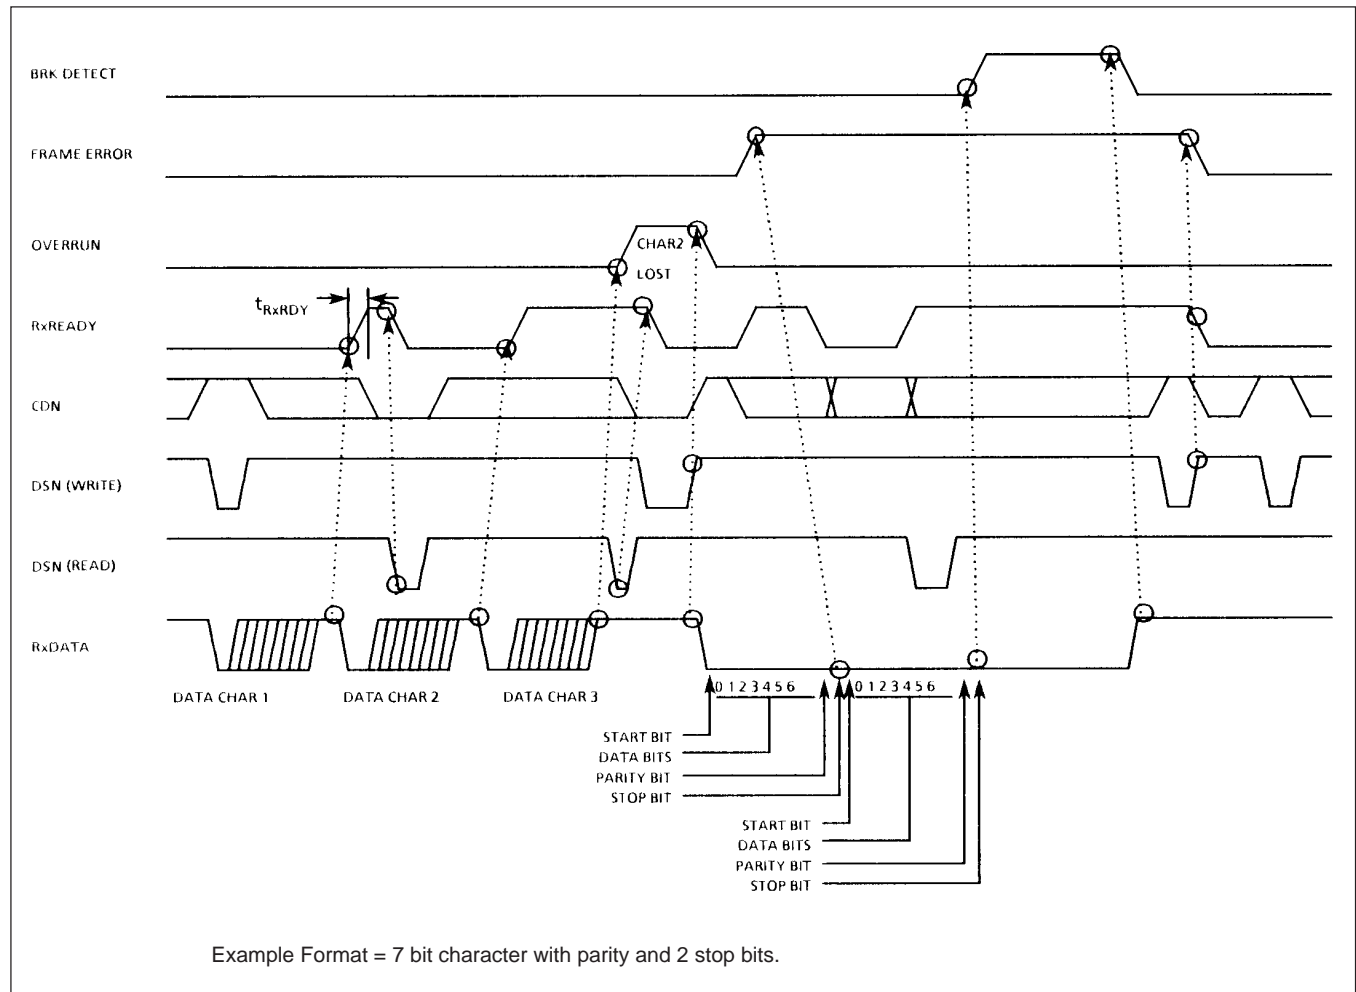 BRK DETECT
FRAME ERROR
OVERRUN
CHAR2
LOST
tRxRDY
RxREADY
CDN
DSN (WRITE)
DSN (READ)
RxDATA
DATA CHAR 1
DATA CHAR 2
DATA CHAR 3
0 1 2 3 4 5 6
0 1 2 3 4 5 6
START BIT
DATA BITS
PARITY BIT
STOP BIT
START BIT
DATA BITS
PARITY BIT
STOP BIT
Example Format = 7 bit character with parity and 2 stop bits.